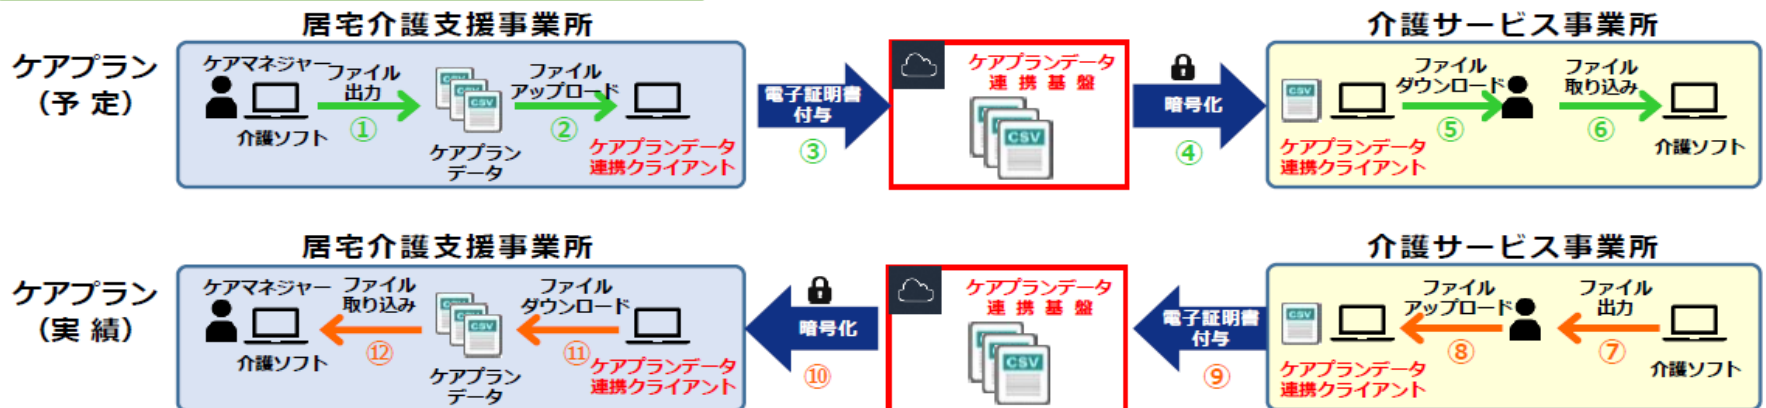 居宅介護支援事業所
介護サービス事業所
ケアプラン
(予 定)
ケアマネジャー
ファイル
出力
①
介護ソフト
CSV
CSV
CSV
ケアプラン
データ
ファイル
アップロード
②
ケアプランデータ
連携クライアント
電子証明書
付与
③
ケアプランデータ
連 携 基 盤
CSV
暗号化
④
CSV
ケアプランデータ
連携クライアント
ファイル
ダウンロード
⑤
ファイル
取り込み
⑥
介護ソフト
居宅介護支援事業所
介護サービス事業所
ケアプラン
(実 績)
ケアマネジャー
ファイル
取り込み
⑫
介護ソフト
CSV
CSV
CSV
ケアプラン
データ
ファイル
ダウンロード
⑪
ケアプランデータ
連携クライアント
暗号化
⑩
ケアプランデータ
連 携 基 盤
CSV
電子証明書
付与
⑨
CSV
ケアプランデータ
連携クライアント
ファイル
アップロード
⑧
ファイル
出力
⑦
介護ソフト